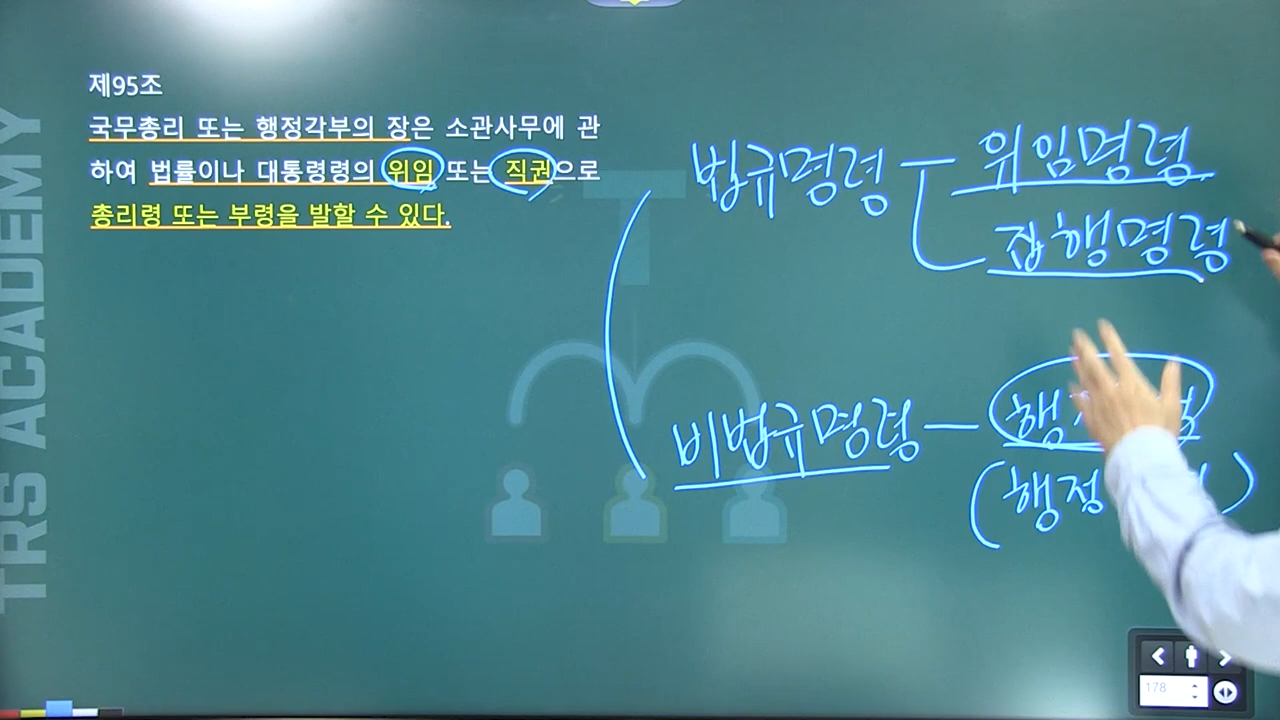 제95조
국무총리 또는 행정각부의 장은 소관사무에 관
하여 법률이나 대통령령의 위임 또는 직권으로
총리령 또는 부령을 발할 수 있다.
법규명령
위임명령
집행명령
비법규명령
(행정
TRS ACADEMY
178